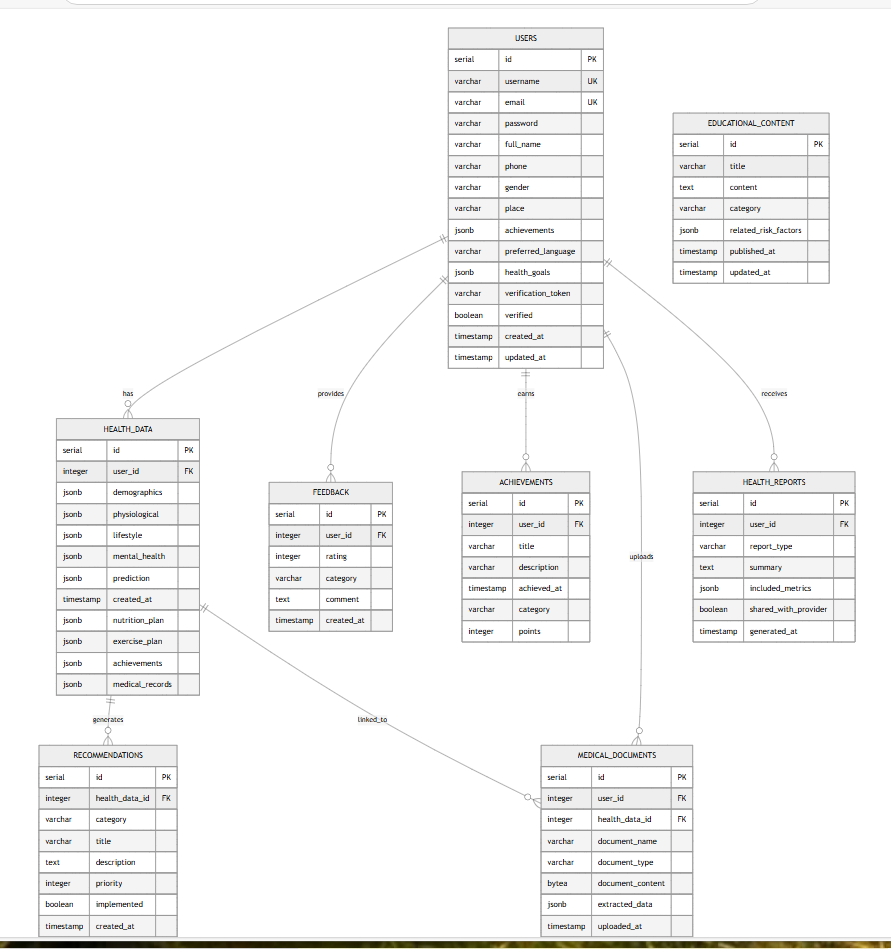 USERS
serial id PK
varchar username UK
varchar email UK
varchar password
varchar full_name
varchar phone
varchar gender
varchar place
jsonb achievements
varchar preferred_language
jsonb health_goals
varchar verification_token
boolean verified
timestamp created_at
timestamp updated_at
EDUCATIONAL_CONTENT
serial id PK
varchar title
text content
varchar category
jsonb related_risk_factors
timestamp published_at
timestamp updated_at
has
provides
earns
receives
HEALTH_DATA
serial id PK
integer user_id FK
jsonb demographics
jsonb physiological
jsonb lifestyle
jsonb mental_health
jsonb prediction
timestamp created_at
jsonb nutrition_plan
jsonb exercise_plan
jsonb achievements
jsonb medical_records
FEEDBACK
serial id PK
integer user_id FK
integer rating
varchar category
text comment
timestamp created_at
ACHIEVEMENTS
serial id PK
integer user_id FK
varchar title
varchar description
timestamp achieved_at
varchar category
integer points
uploads
HEALTH_REPORTS
serial id PK
integer user_id FK
varchar report_type
text summary
jsonb included_metrics
boolean shared_with_provider
timestamp generated_at
generates
linked_to
RECOMMENDATIONS
serial id PK
integer health_data_id FK
varchar category
varchar title
text description
integer priority
boolean implemented
timestamp created_at
MEDICAL_DOCUMENTS
serial id PK
integer user_id FK
integer health_data_id FK
varchar document_name
varchar document_type
bytea document_content
jsonb extracted_data
timestamp uploaded_at